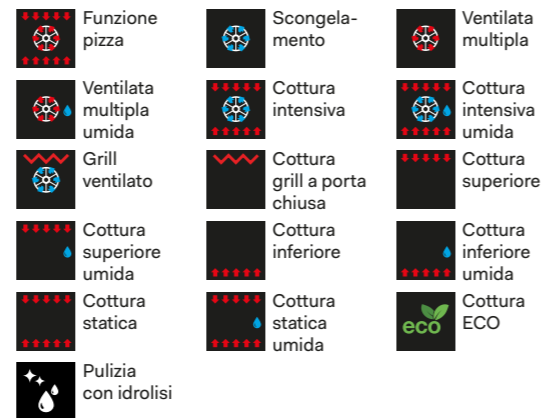 Funzione
pizza
Scongela-
mento
Ventilata
multipla
Ventilata
multipla
umida
Cottura
intensiva
Cottura
intensiva
umida
Grill
ventilato
Cottura
grill a porta
chiusa
Cottura
superiore
Cottura
superiore
umida
Cottura
inferiore
Cottura
inferiore
umida
Cottura
statica
Cottura
statica
umida
eco
Cottura
ECO
Pulizia
con idrolisi